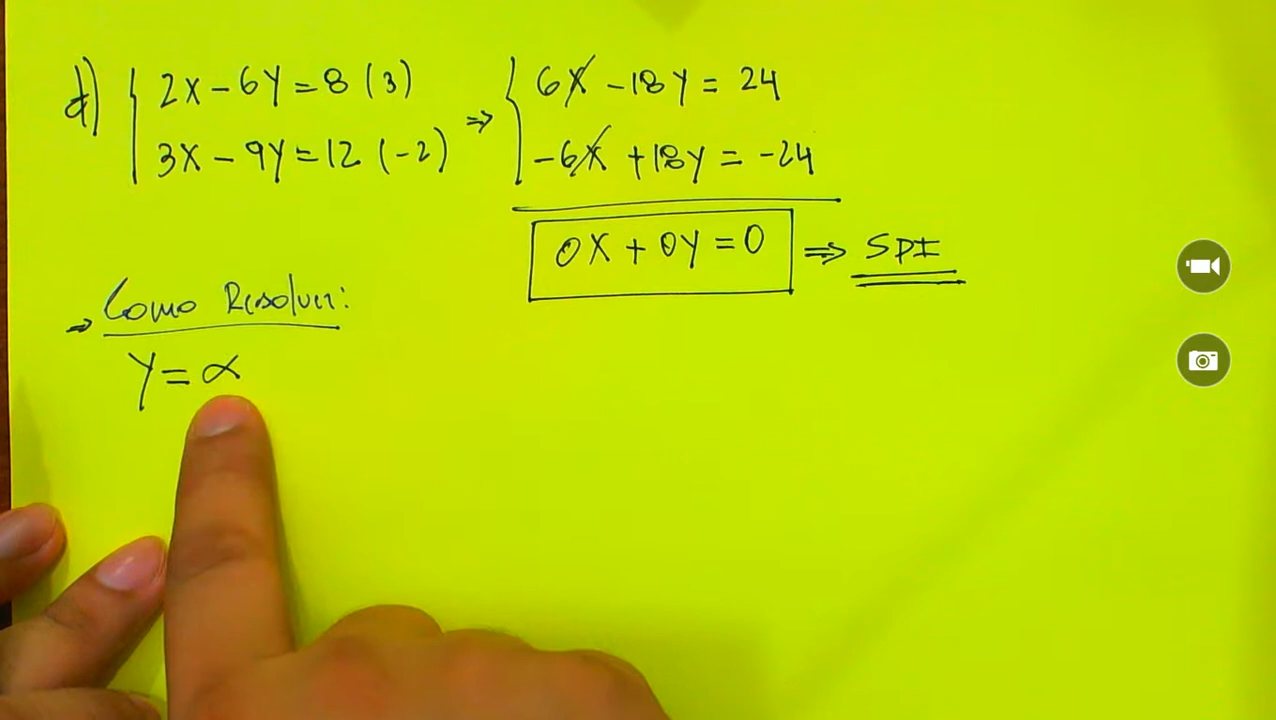 d) { 2x - 6y = 8 (3) ⇒ { 6x - 18y = 24
3x - 9y = 12 (-2) -6x + 18y = -24
0x + 0y = 0 ⇒ SPI
→ Como Resolver:
y = α